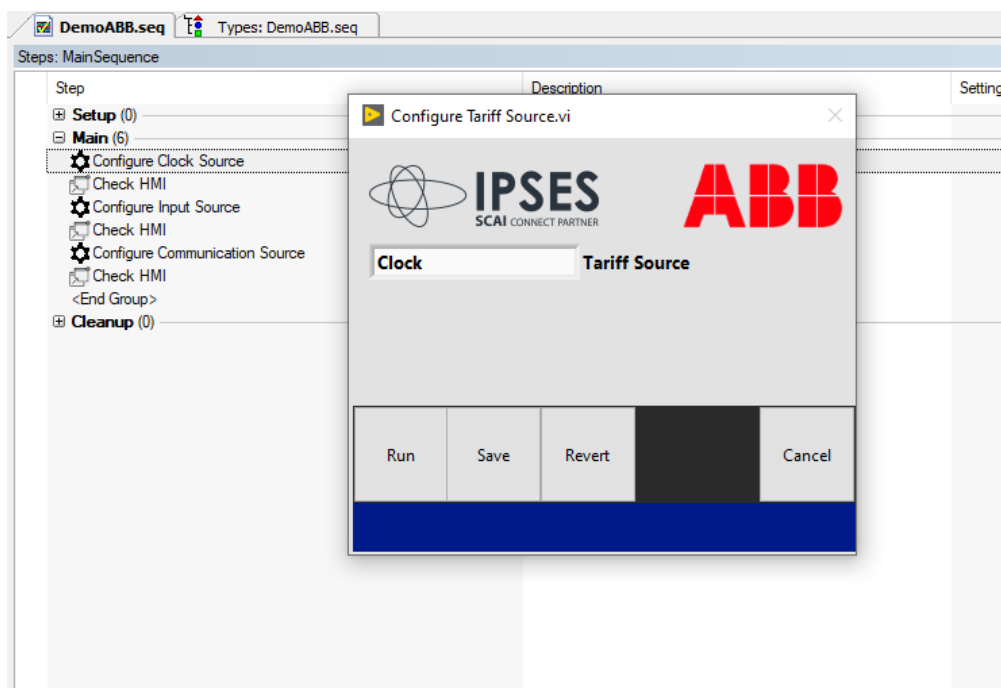 DemoABB.seq Types: DemoABB.seq
Steps: MainSequence
Step Description Setting
Setup (0)
Main (6)
Configure Clock Source
Check HMI
Configure Input Source
Check HMI
Configure Communication Source
Check HMI
<End Group>
Cleanup (0)
Configure Tariff Source.vi
IPSES
SCAI CONNECT PARTNER
ABB
Clock Tariff Source
Run Save Revert Cancel